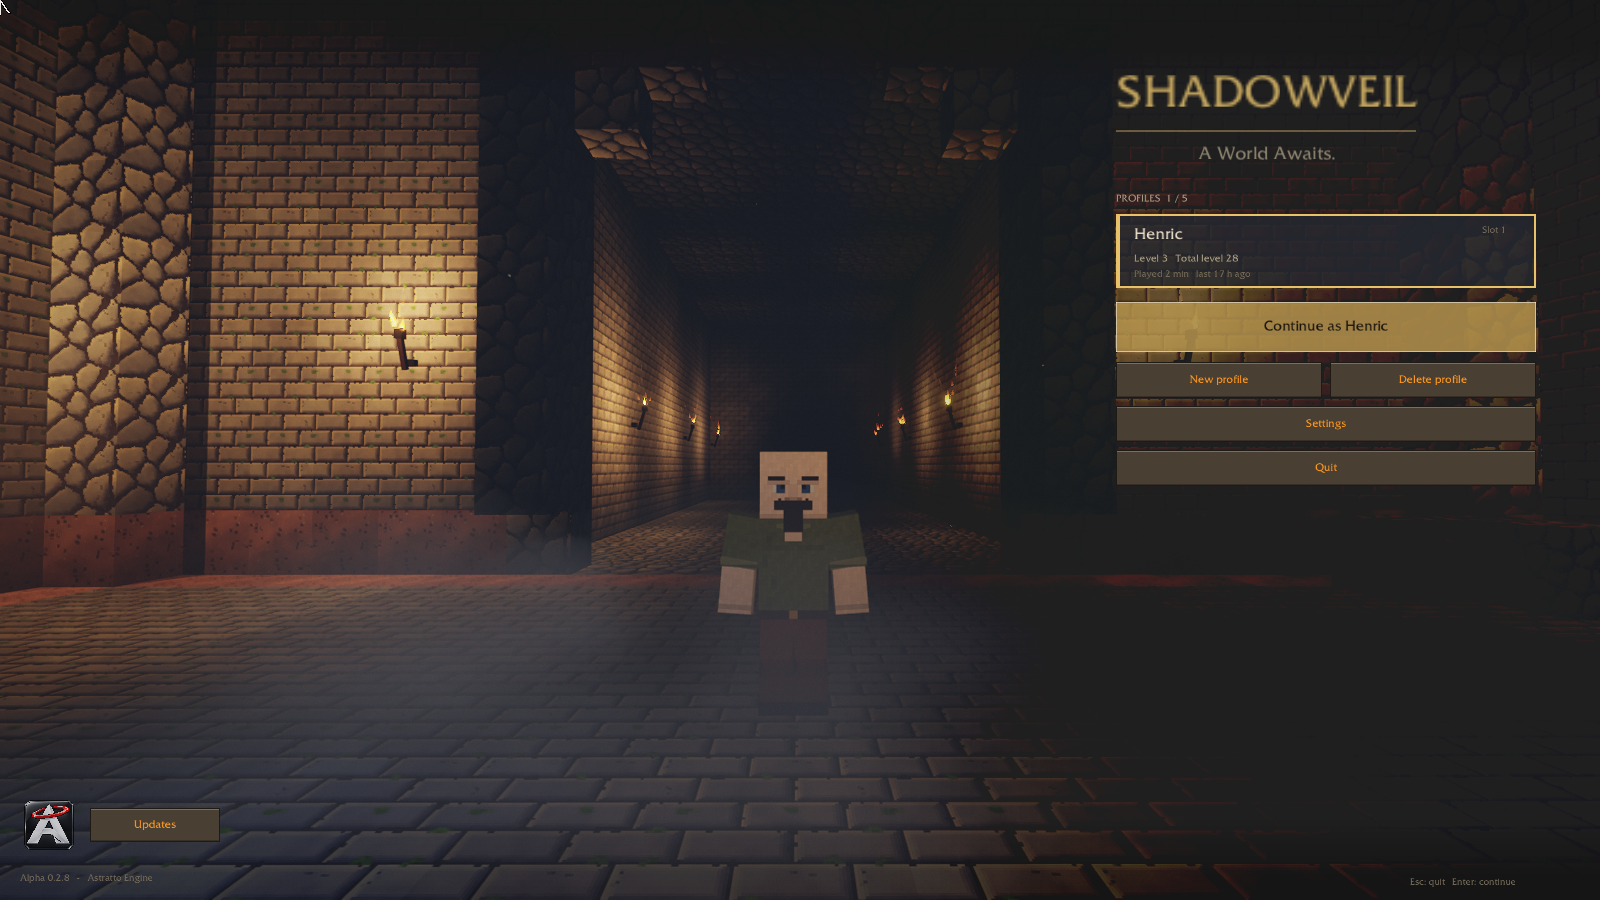 SHADOWVEIL
A World Awaits.
PROFILES 1 / 5
Henric
Slot 1
Level 3 Total level 28
Played 2 min last 17 h ago
Continue as Henric
New profile
Delete profile
Settings
Quit
Updates
Alpha 0.2.8 - Astratto Engine
Esc: quit Enter: continue